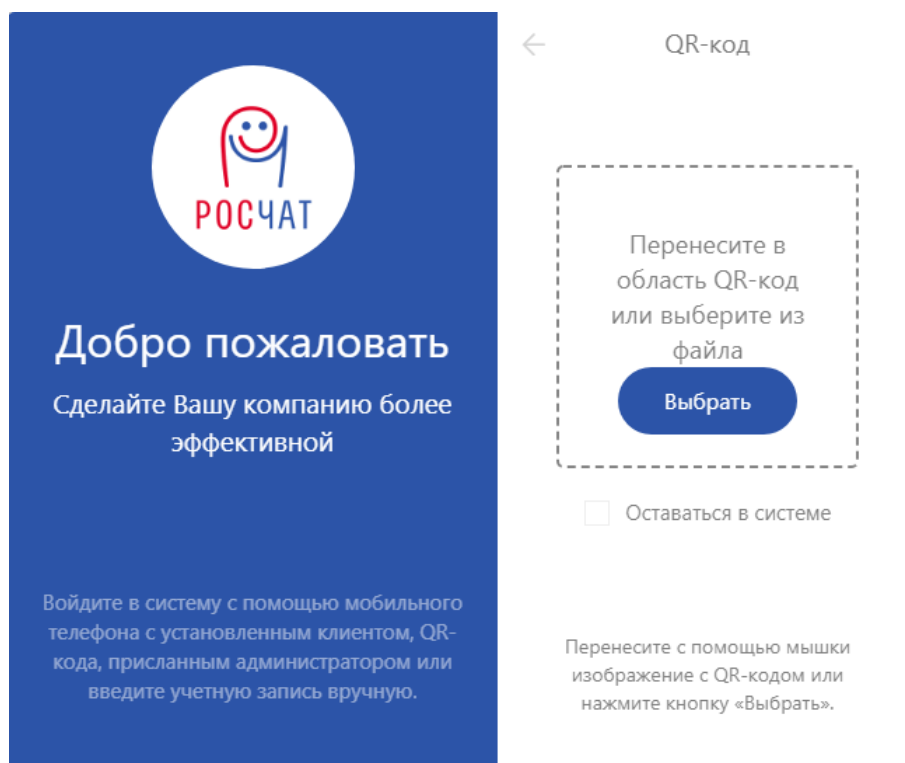 РОСЧАТ
Добро пожаловать
Сделайте Вашу компанию более
эффективной
Войдите в систему с помощью мобильного
телефона с установленным клиентом, QR-
кода, присланным администратором или
введите учетную запись вручную.
QR-код
Перенесите в
область QR-код
или выберите из
файла
Выбрать
Оставаться в системе
Перенесите с помощью мышки
изображение с QR-кодом или
нажмите кнопку «Выбрать».